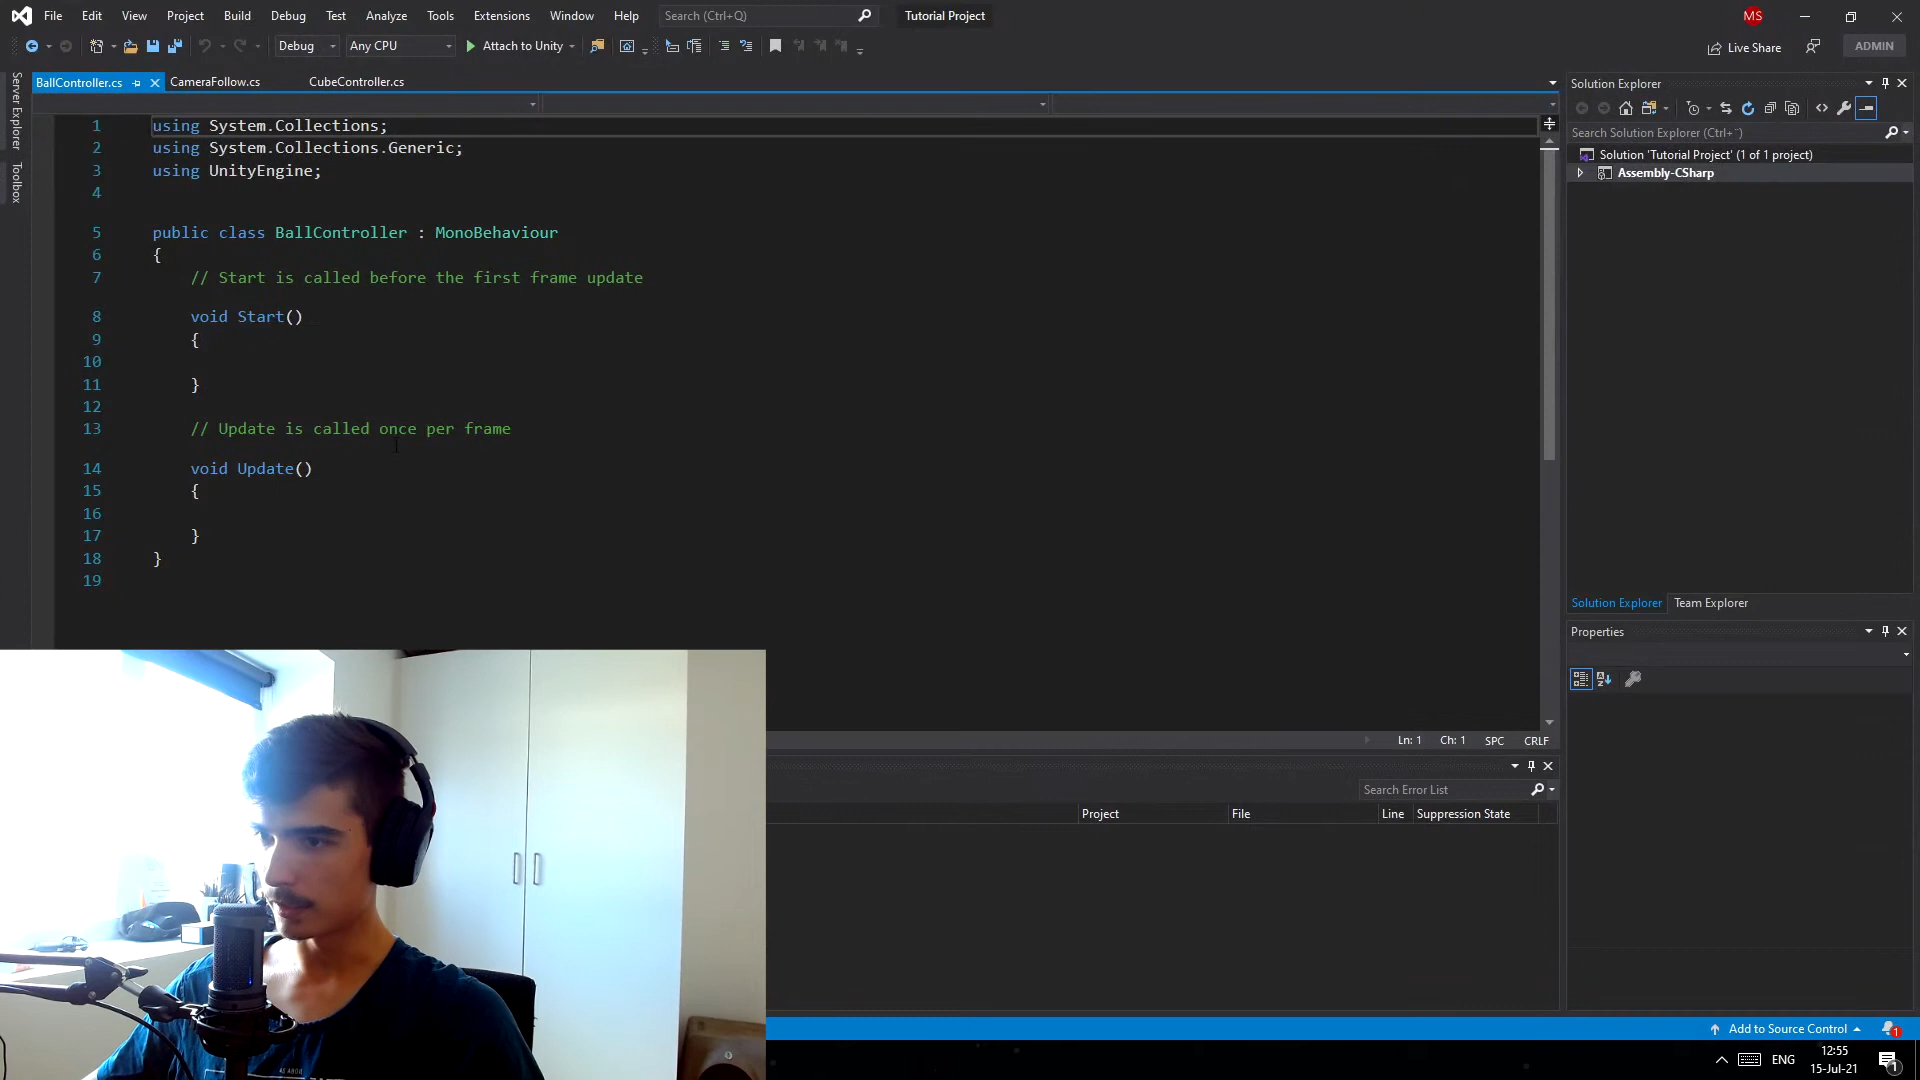 File Edit View Project Build Debug Test Analyze Tools Extensions Window Help Search (Ctrl+Q) Tutorial Project MS
Debug Any CPU Attach to Unity Live Share ADMIN
Server Explorer
Toolbox
BallController.cs CameraFollow.cs CubeController.cs
1 using System.Collections;
2 using System.Collections.Generic;
3 using UnityEngine;
4
5 public class BallController : MonoBehaviour
6 {
7 // Start is called before the first frame update
8 void Start()
9 {
10
11 }
12
13 // Update is called once per frame
14 void Update()
15 {
16
17 }
18 }
19
Ln: 1 Ch: 1 SPC CRLF
Search Error List
Project File Line Suppression State
Solution Explorer
Search Solution Explorer (Ctrl+¨)
Solution 'Tutorial Project' (1 of 1 project)
Assembly-CSharp
Solution Explorer Team Explorer
Properties
Add to Source Control 1
ENG 12:55
15-Jul-21 1